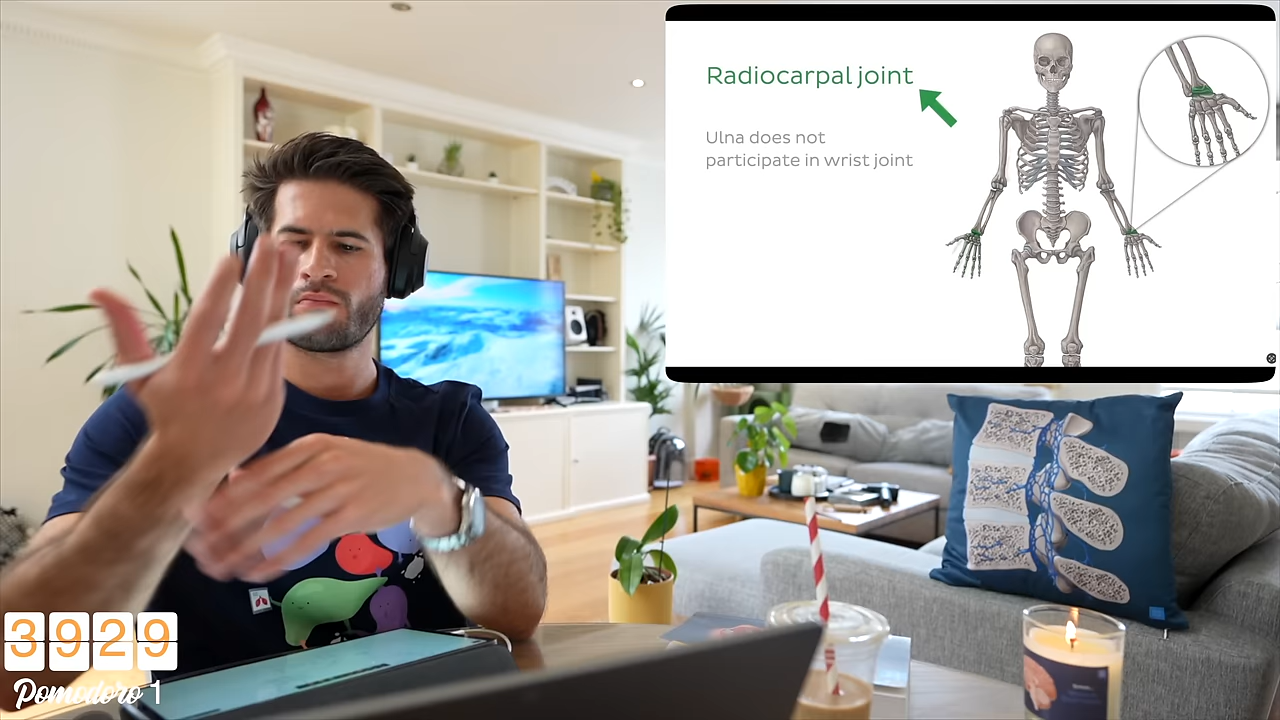 Radiocarpal joint
Ulna does not
participate in wrist joint
3929
Pomodoro 1